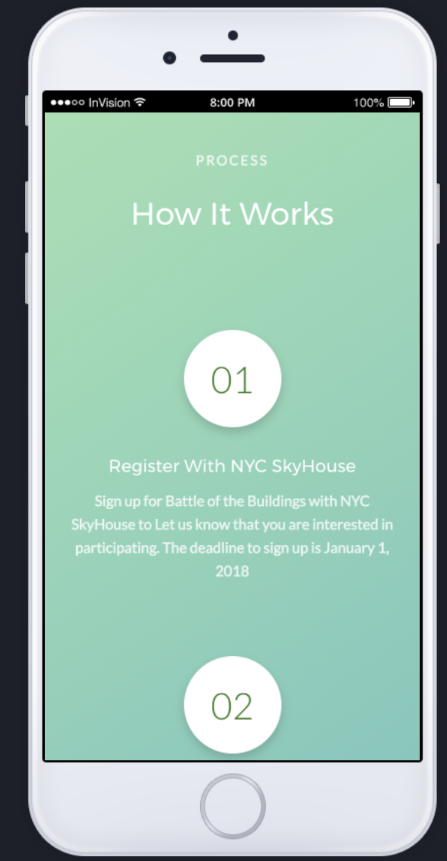 ●●●○○ InVision 8:00 PM 100%
PROCESS
How It Works
01
Register With NYC SkyHouse
Sign up for Battle of the Buildings with NYC
SkyHouse to Let us know that you are interested in
participating. The deadline to sign up is January 1,
2018
02